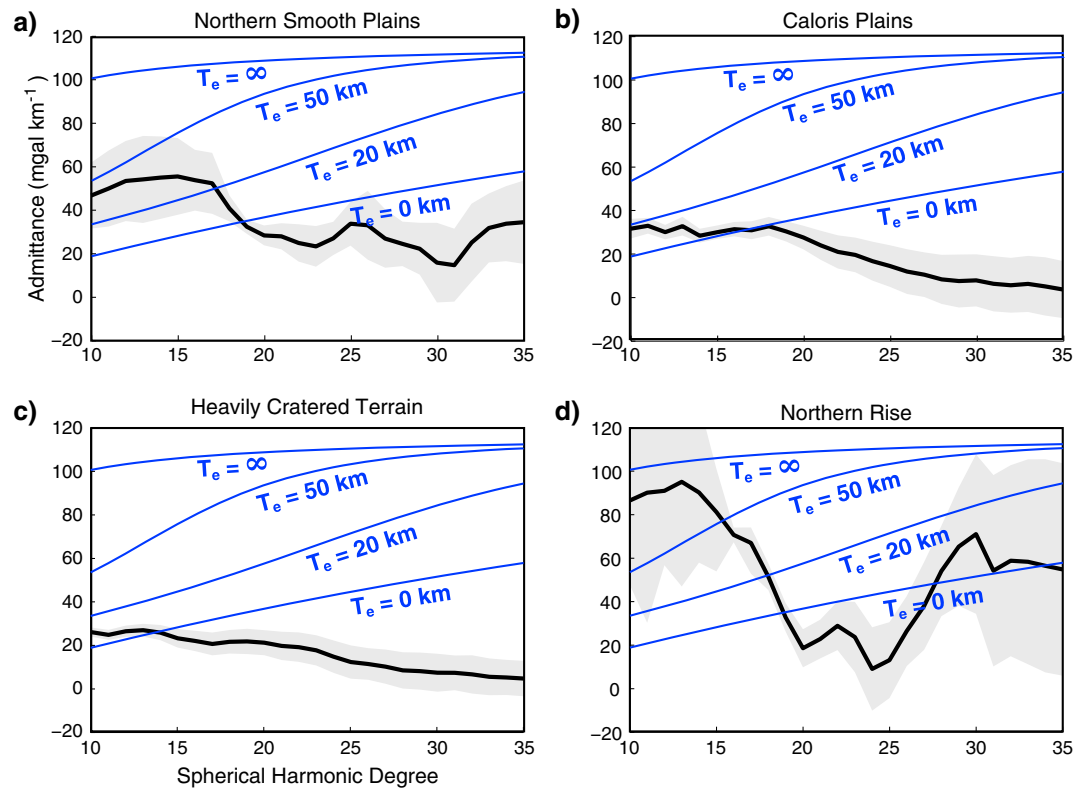 a)
Northern Smooth Plains
120
100
80
60
40
20
0
−20
Admittance (mgal km-1)
Te = ∞
Te = 50 km
Te = 20 km
Te = 0 km
10
15
20
25
30
35
b)
Caloris Plains
120
100
80
60
40
20
0
−20
Te = ∞
Te = 50 km
Te = 20 km
Te = 0 km
10
15
20
25
30
35
c)
Heavily Cratered Terrain
120
100
80
60
40
20
0
−20
Te = ∞
Te = 50 km
Te = 20 km
Te = 0 km
10
15
20
25
30
35
Spherical Harmonic Degree
d)
Northern Rise
120
100
80
60
40
20
0
−20
Te = ∞
Te = 50 km
Te = 20 km
Te = 0 km
10
15
20
25
30
35